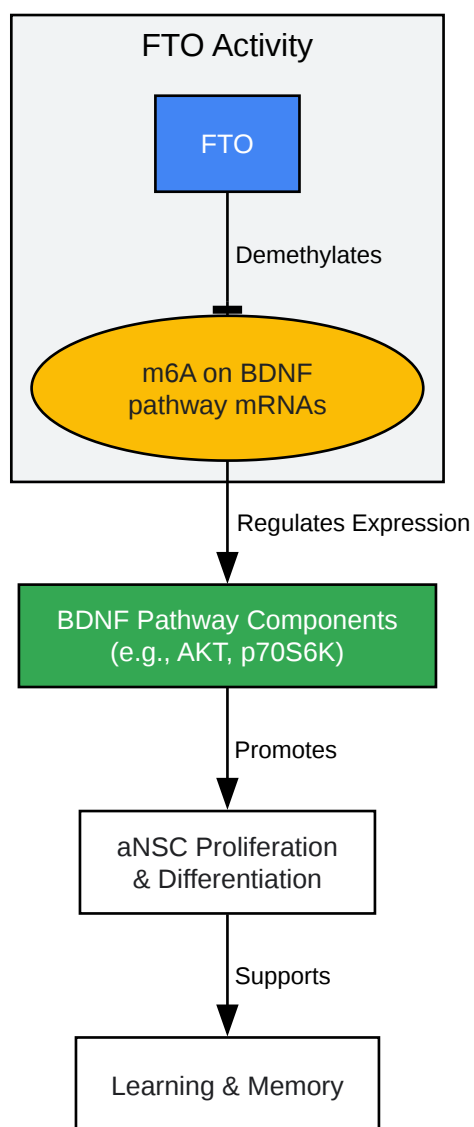 FTO Activity
FTO
Demethylates
m6A on BDNF
pathway mRNAs
Regulates Expression
BDNF Pathway Components
(e.g., AKT, p70S6K)
Promotes
aNSC Proliferation
& Differentiation
Supports
Learning & Memory